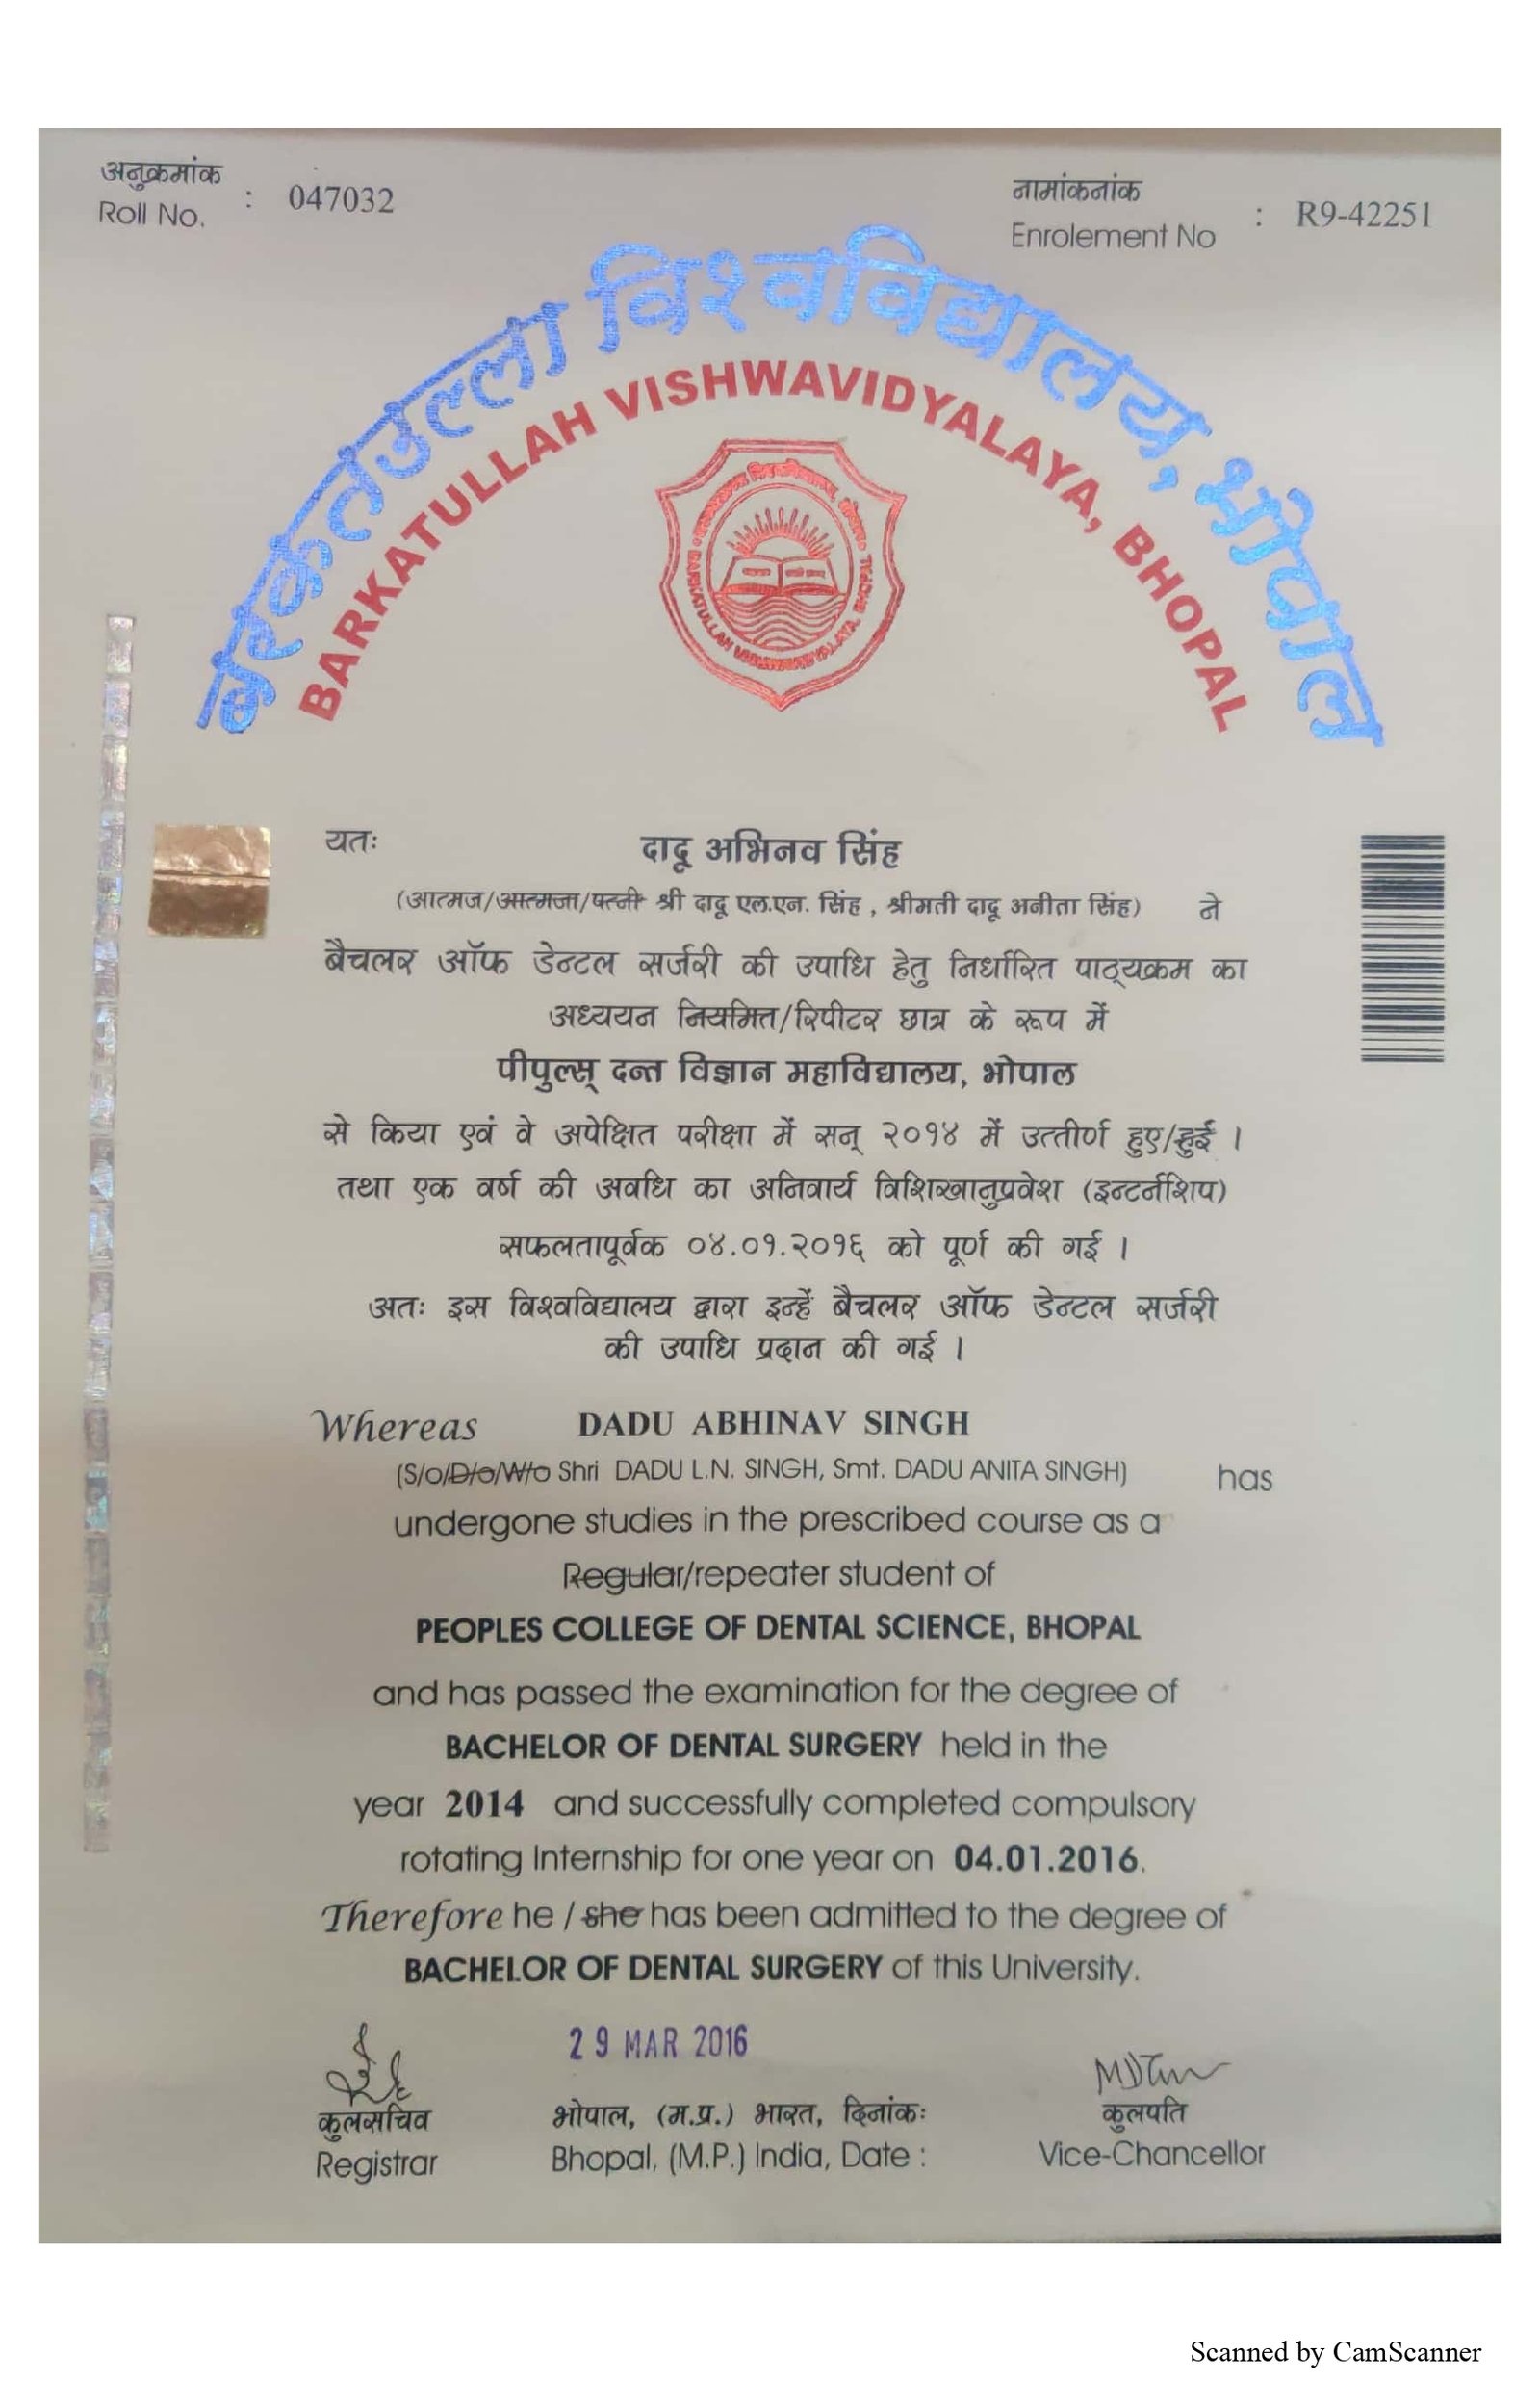 अनुक्रमांक
Roll No. : 047032
नामांकनांक
Enrolement No : R9-42251
बरकतउल्ला विश्वविद्यालय, भोपाल
BARKATULLAH VISHWAVIDYALAYA, BHOPAL
BARKATULLAH VISHWAVIDYALAYA, BHOPAL
यतः दादू अभिनव सिंह
(आत्मज/आत्मजा/पत्नी श्री दादू एल.एन. सिंह , श्रीमती दादू अनीता सिंह) ने
बैचलर ऑफ डेन्टल सर्जरी की उपाधि हेतु निर्धारित पाठ्यक्रम का
अध्ययन नियमित/रिपीटर छात्र के रूप में
पीपुल्स् दन्त विज्ञान महाविद्यालय, भोपाल
से किया एवं वे अपेक्षित परीक्षा में सन् २०१४ में उत्तीर्ण हुए/हुई ।
तथा एक वर्ष की अवधि का अनिवार्य विशिखानुप्रवेश (इन्टर्नशिप)
सफलतापूर्वक ०४.०१.२०१६ को पूर्ण की गई ।
अतः इस विश्वविद्यालय द्वारा इन्हें बैचलर ऑफ डेन्टल सर्जरी
की उपाधि प्रदान की गई ।
Whereas DADU ABHINAV SINGH
(S/o/D/o/W/o Shri DADU L.N. SINGH, Smt. DADU ANITA SINGH) has
undergone studies in the prescribed course as a
Regular/repeater student of
PEOPLES COLLEGE OF DENTAL SCIENCE, BHOPAL
and has passed the examination for the degree of
BACHELOR OF DENTAL SURGERY held in the
year 2014 and successfully completed compulsory
rotating Internship for one year on 04.01.2016.
Therefore he / she has been admitted to the degree of
BACHELOR OF DENTAL SURGERY of this University.
29 MAR 2016
कुलसचिव
Registrar
भोपाल, (म.प्र.) भारत, दिनांकः
Bhopal, (M.P.) India, Date :
कुलपति
Vice-Chancellor
Scanned by CamScanner